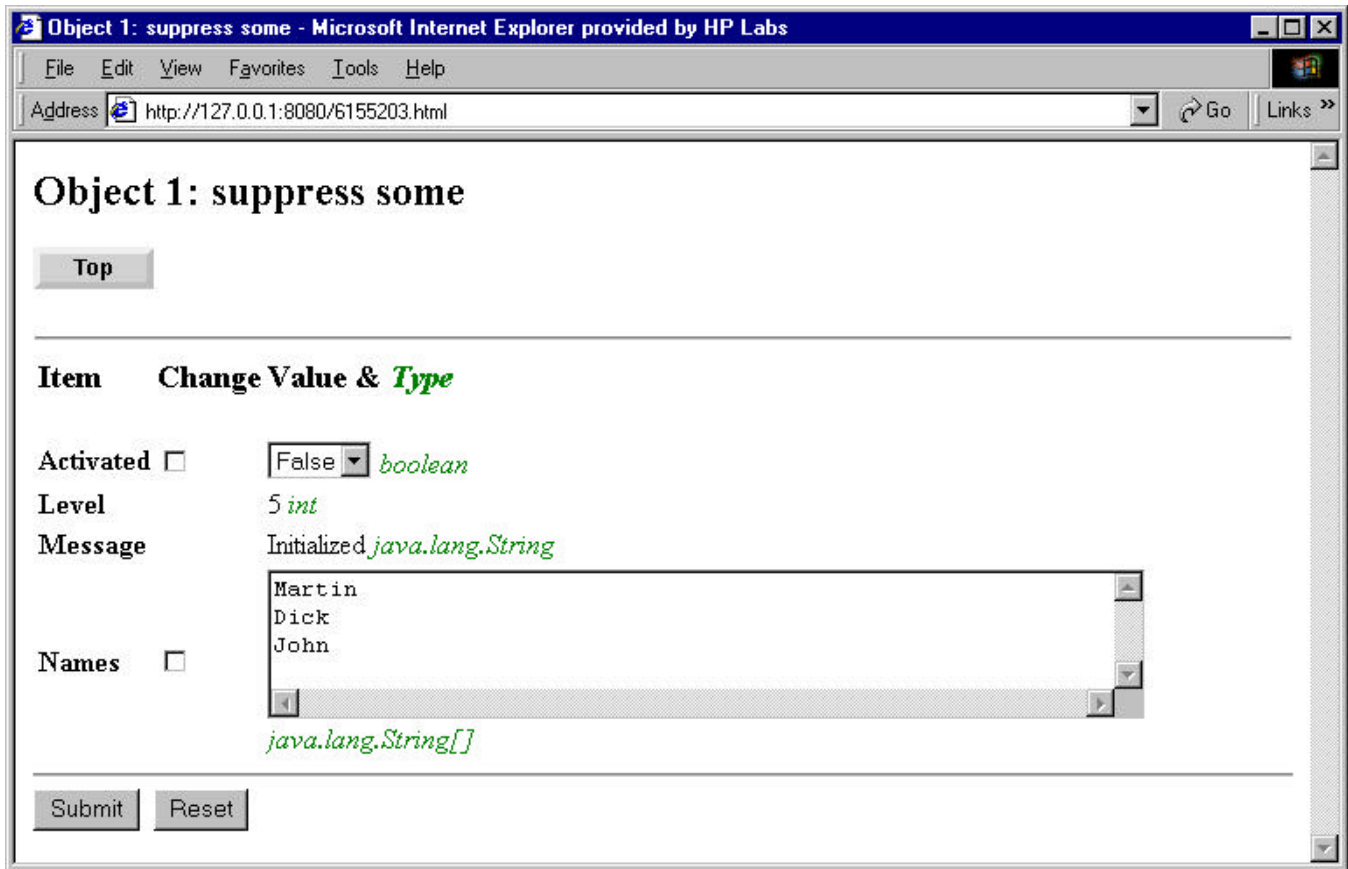 Object 1: suppress some - Microsoft Internet Explorer provided by HP Labs
File Edit View Favorites Tools Help
Address http://127.0.0.1:8080/6155203.html Go Links »
Object 1: suppress some
Top
Item Change Value & Type
Activated False boolean
Level 5 int
Message Initialized java.lang.String
Martin
Dick
John
Names
java.lang.String[]
Submit Reset